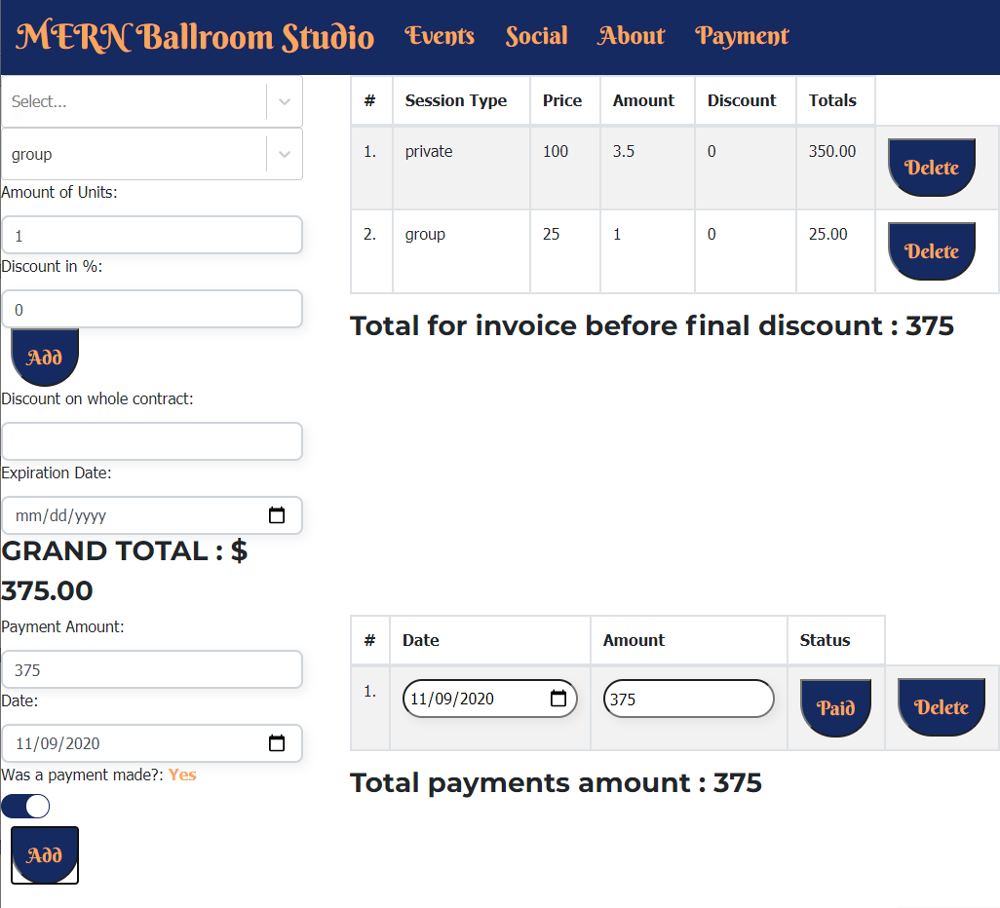 MERN Ballroom Studio Events Social About Payment
Select...
group
Amount of Units:
1
Discount in %:
0
Add
Discount on whole contract:
Expiration Date:
mm/dd/yyyy
GRAND TOTAL : $
375.00
Payment Amount:
375
Date:
11/09/2020
Was a payment made?: Yes
Add
# Session Type Price Amount Discount Totals
1. private 100 3.5 0 350.00 Delete
2. group 25 1 0 25.00 Delete
Total for invoice before final discount : 375
# Date Amount Status
1. 11/09/2020 375 Paid Delete
Total payments amount : 375